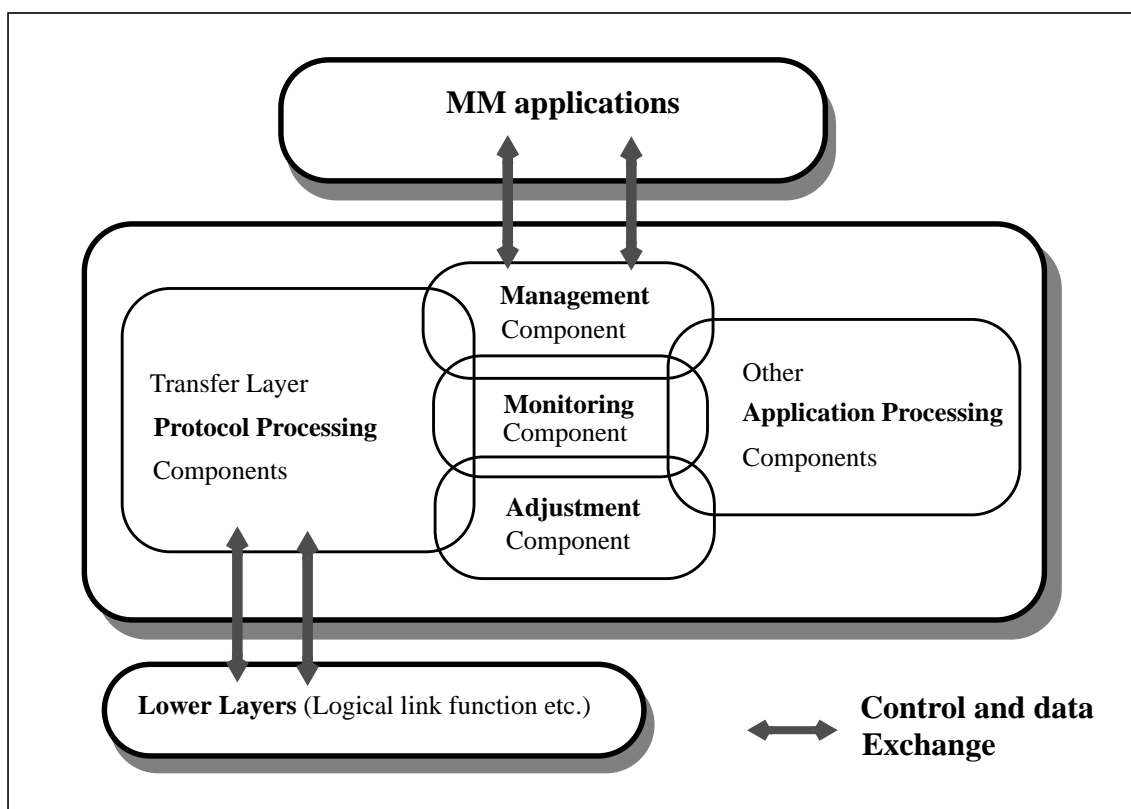 MM applications
Management
Component
Transfer Layer
Protocol Processing
Components
Monitoring
Component
Other
Application Processing
Components
Adjustment
Component
Lower Layers (Logical link function etc.)
Control and data
Exchange